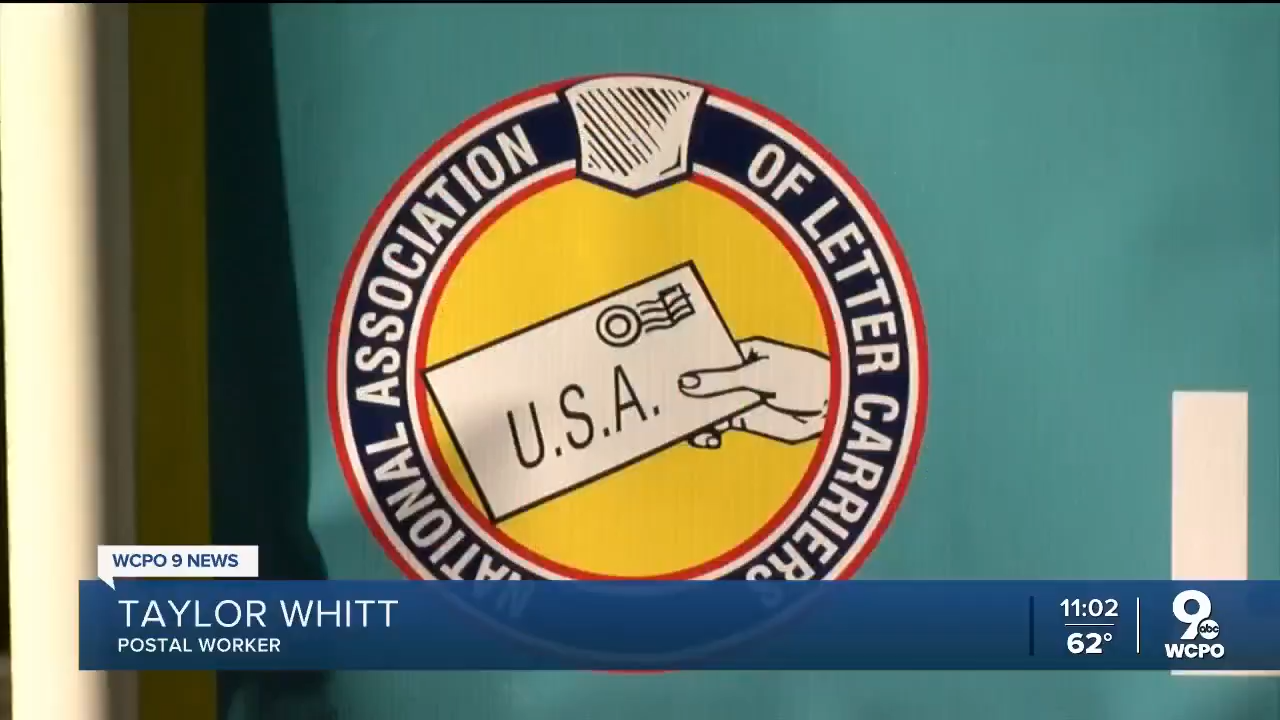 NATIONAL ASSOCIATION
OF LETTER CARRIERS
U.S.A.
WCPO 9 NEWS
TAYLOR WHITT
POSTAL WORKER
11:02
62°
9
abc
WCPO